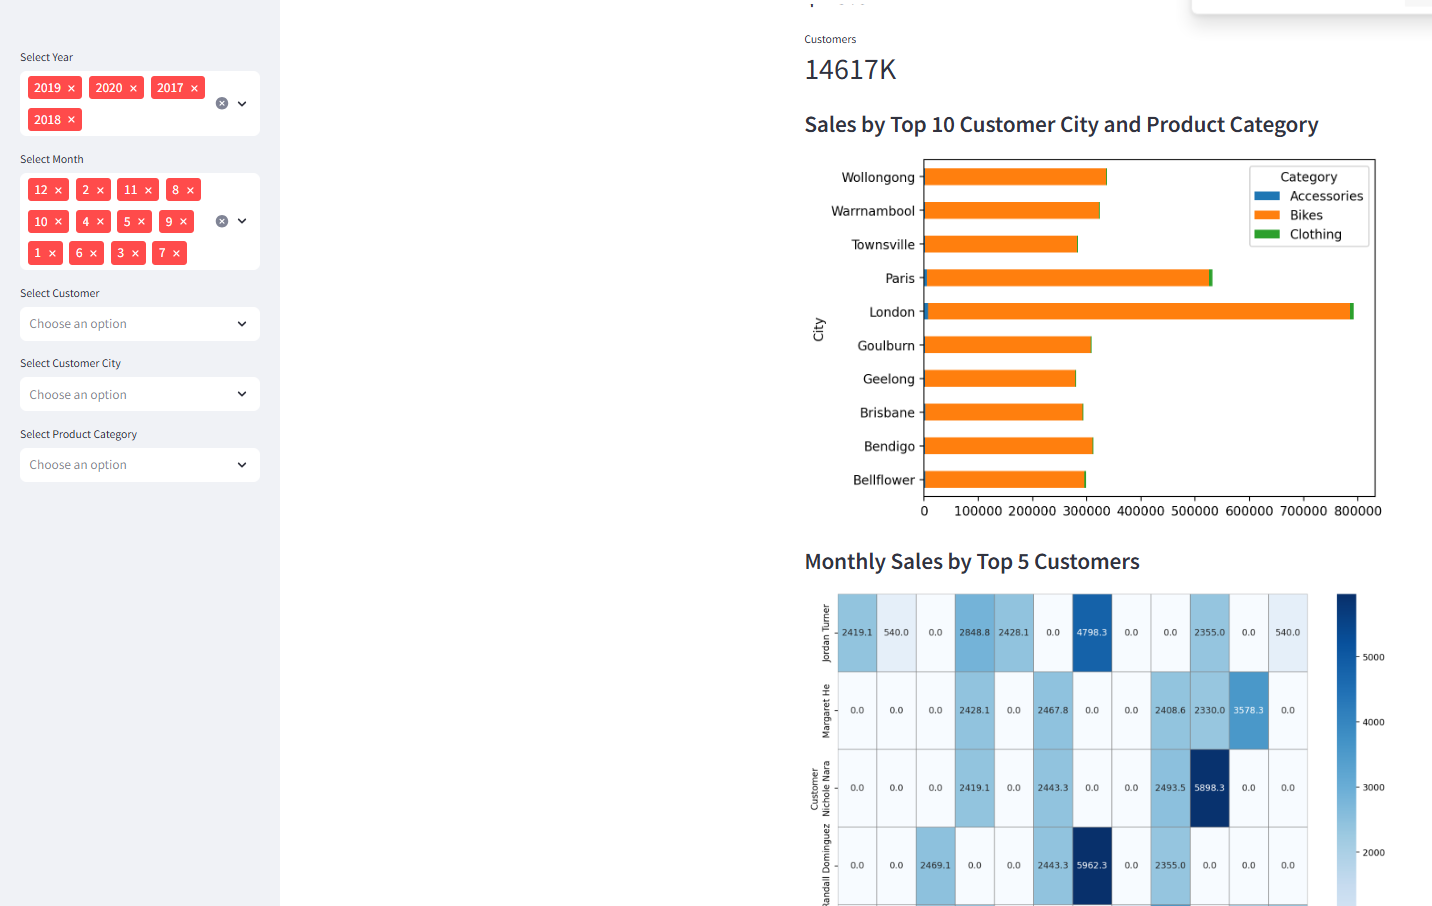 Select Year
2019 × 2020 × 2017 ×
2018 ×
Select Month
12 × 2 × 11 × 8 ×
10 × 4 × 5 × 9 ×
1 × 6 × 3 × 7 ×
Select Customer
Choose an option
Select Customer City
Choose an option
Select Product Category
Choose an option
Customers
14617K
Sales by Top 10 Customer City and Product Category
Category
Accessories
Bikes
Clothing
City
Wollongong
Warrnambool
Townsville
Paris
London
Goulburn
Geelong
Brisbane
Bendigo
Bellflower
0 100000 200000 300000 400000 500000 600000 700000 800000
Monthly Sales by Top 5 Customers
Customer
Jordan Turner
2419.1 540.0 0.0 2848.8 2428.1 0.0 4798.3 0.0 0.0 2355.0 0.0 540.0
Margaret He
0.0 0.0 0.0 2428.1 0.0 2467.8 0.0 0.0 2408.6 2330.0 3578.3 0.0
Nichole Nara
0.0 0.0 0.0 2419.1 0.0 2443.3 0.0 0.0 2493.5 5898.3 0.0 0.0
Randall Dominguez
0.0 0.0 2469.1 0.0 0.0 2443.3 5962.3 0.0 2355.0 0.0 0.0 0.0
5000
4000
3000
2000